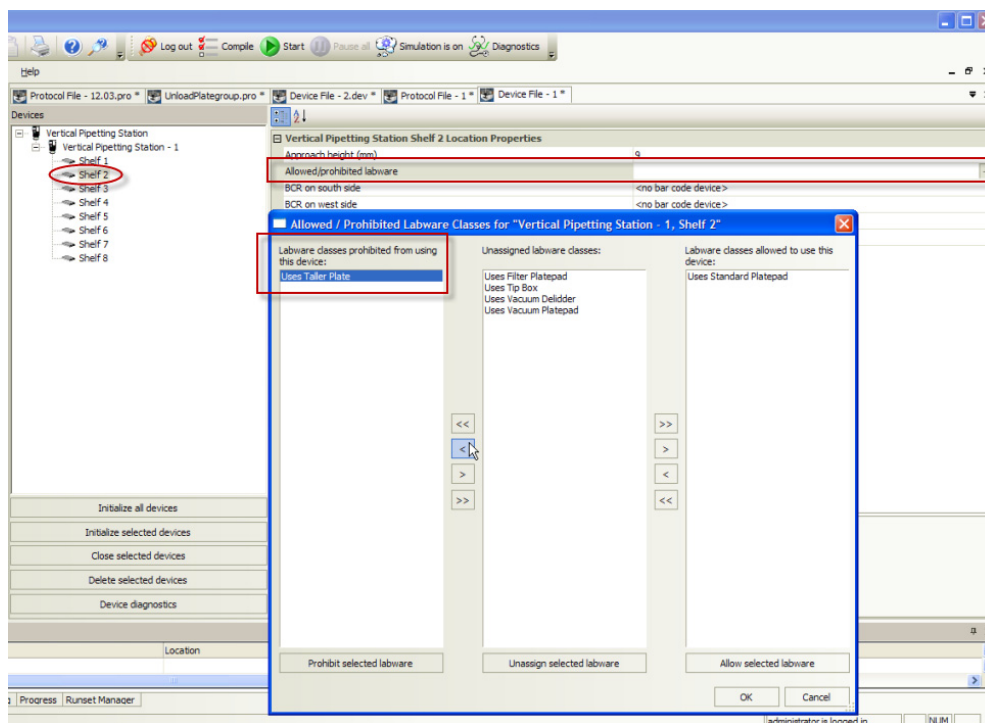 Log out Compile Start Pause all Simulation is on Diagnostics
Help
Protocol File - 12.03.pro * UnloadPlategroup.pro * Device File - 2.dev * Protocol File - 1 * Device File - 1 *
Devices
Vertical Pipetting Station
Vertical Pipetting Station - 1
Shelf 1
Shelf 2
Shelf 3
Shelf 4
Shelf 5
Shelf 6
Shelf 7
Shelf 8
Vertical Pipetting Station Shelf 2 Location Properties
Approach height (mm) 9
Allowed/prohibited labware
BCR on south side <no bar code device>
BCR on west side <no bar code device>
Allowed / Prohibited Labware Classes for "Vertical Pipetting Station - 1, Shelf 2"
Labware classes prohibited from using
this device:
Uses Taller Plate
Unassigned labware classes:
Uses Filter Platepad
Uses Tip Box
Uses Vacuum Delidder
Uses Vacuum Platepad
Labware classes allowed to use this
device:
Uses Standard Platepad
<< >>
< >
> <
>> <<
Prohibit selected labware Unassign selected labware Allow selected labware
OK Cancel
Initialize all devices
Initialize selected devices
Close selected devices
Delete selected devices
Device diagnostics
Location
Progress Runset Manager
administrator is logged in NUM